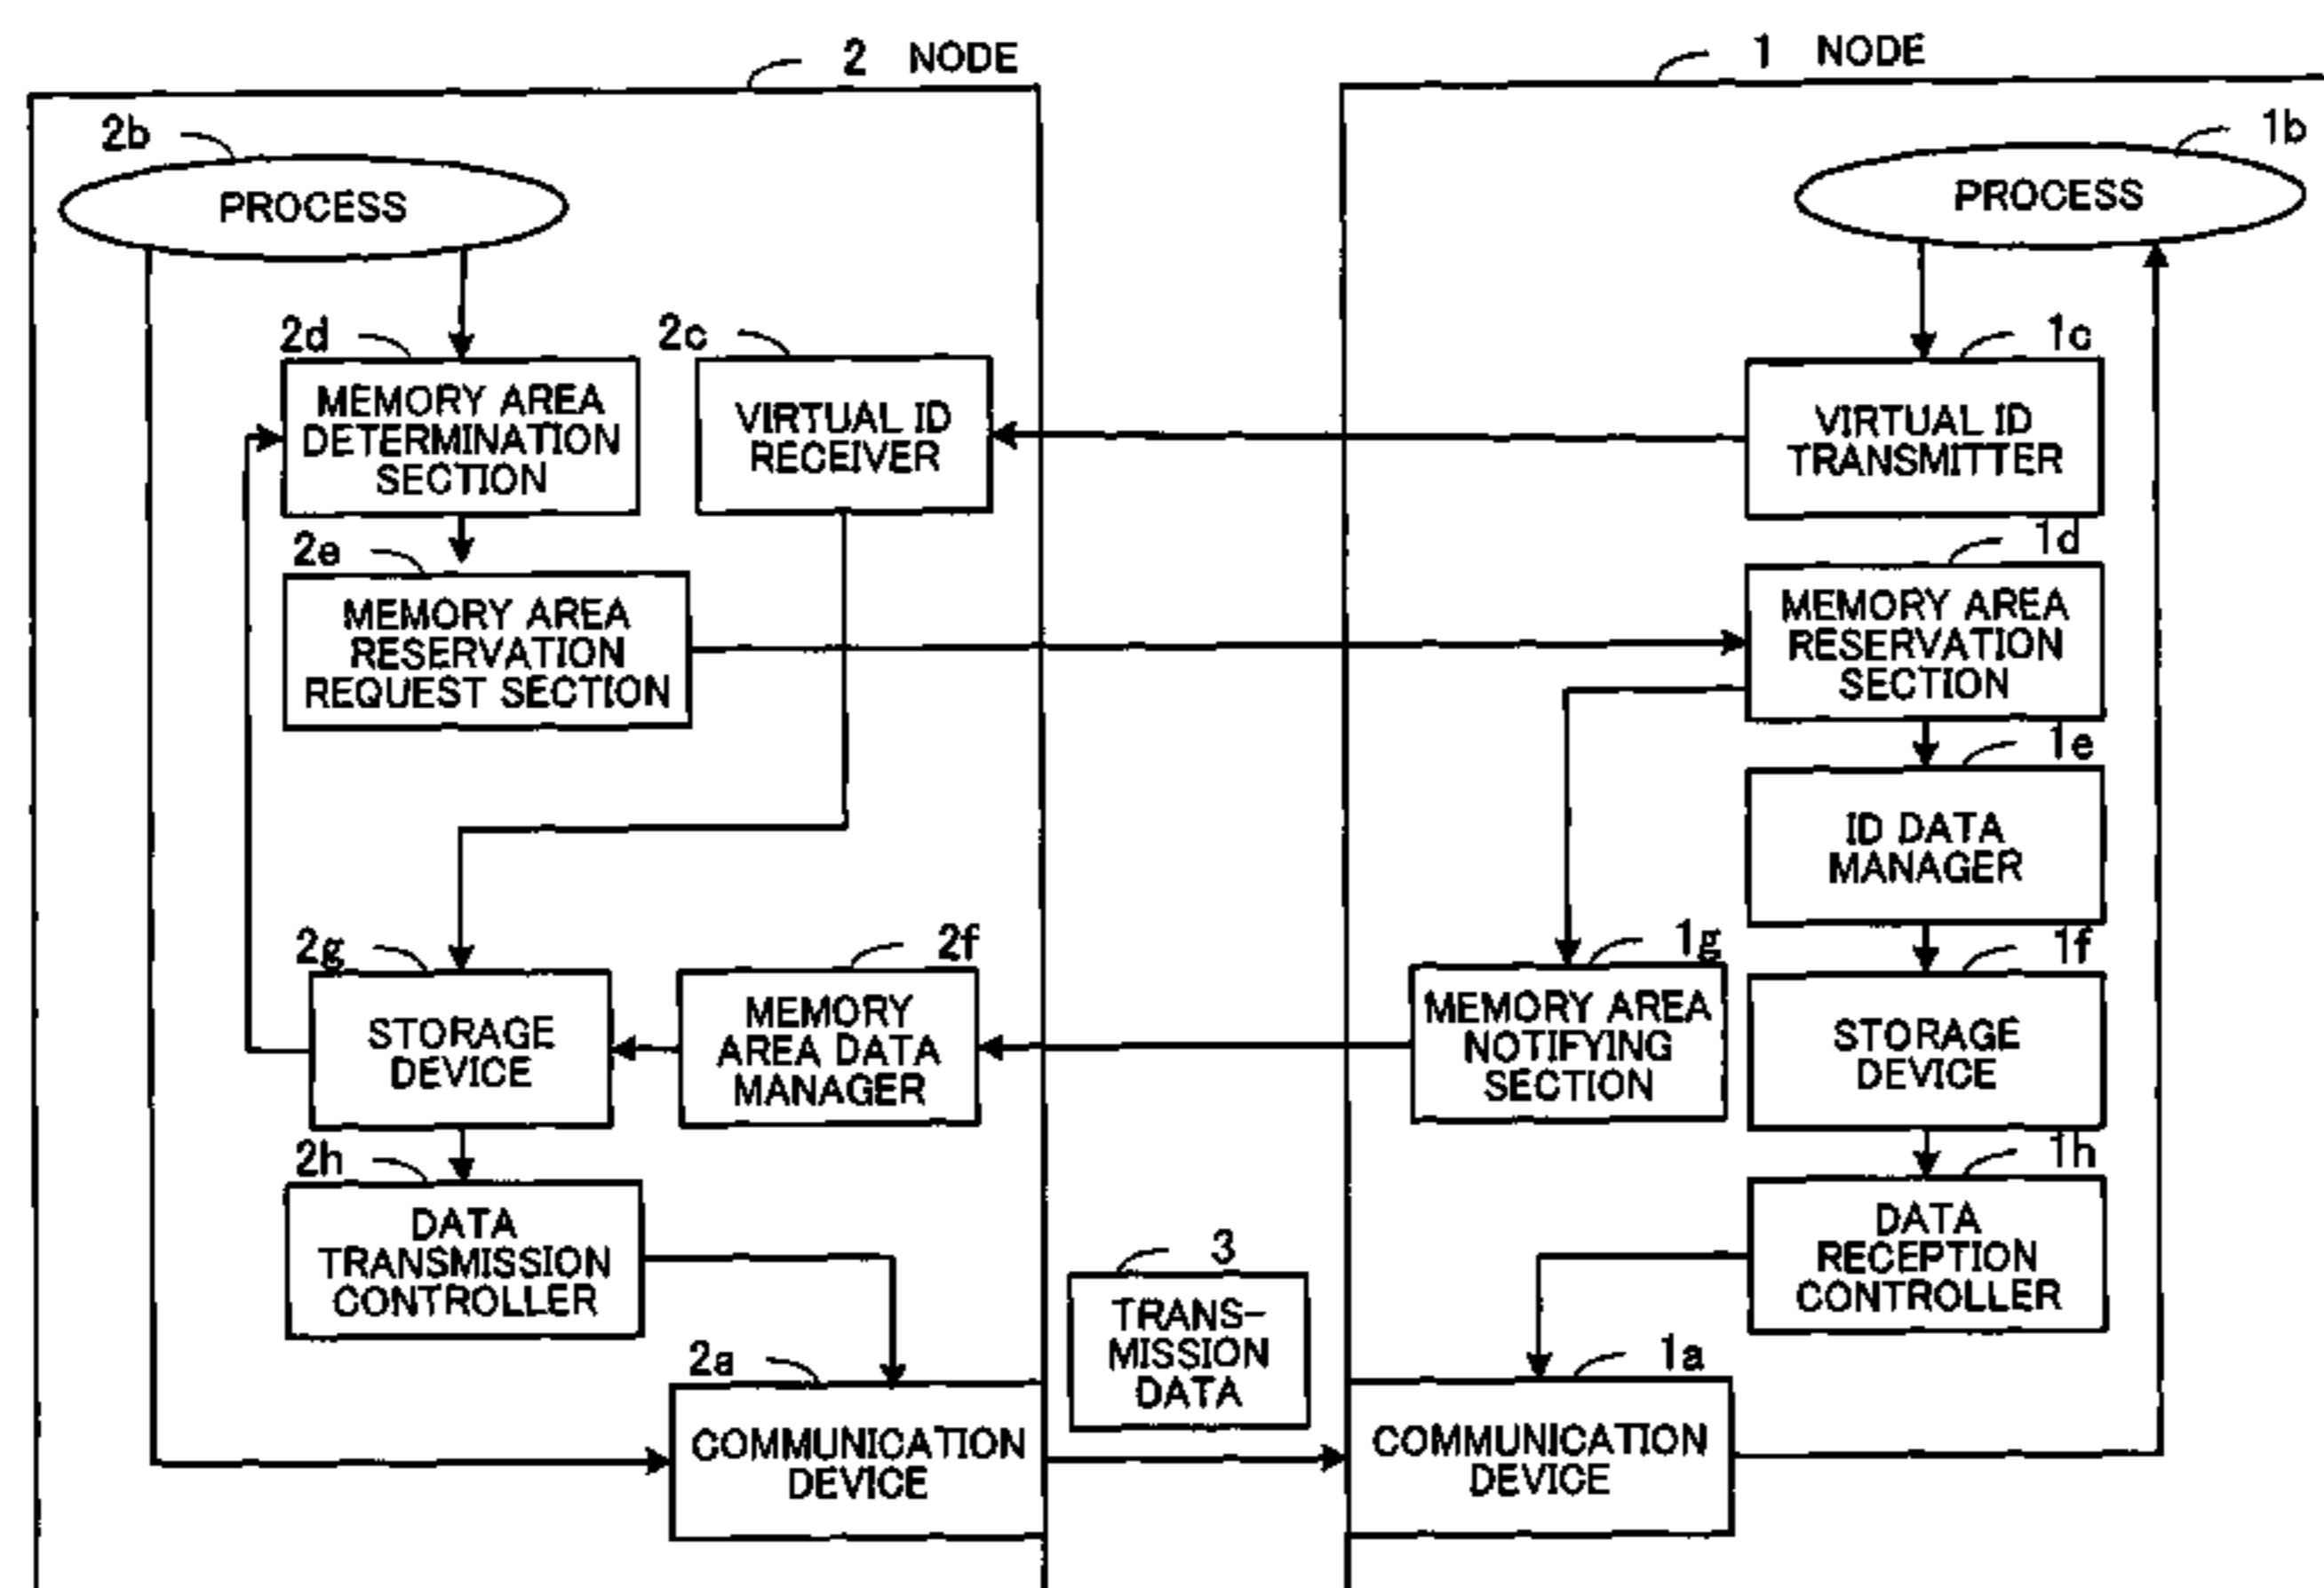 2 NODE
1 NODE
2b
1b
PROCESS
PROCESS
2d
2c
1c
MEMORY AREA
DETERMINATION
SECTION
VIRTUAL ID
RECEIVER
VIRTUAL ID
TRANSMITTER
2e
1d
MEMORY AREA
RESERVATION
REQUEST SECTION
MEMORY AREA
RESERVATION
SECTION
1e
ID DATA
MANAGER
2g
2f
1g
1f
STORAGE
DEVICE
MEMORY
AREA DATA
MANAGER
MEMORY AREA
NOTIFYING
SECTION
STORAGE
DEVICE
2h
1h
DATA
TRANSMISSION
CONTROLLER
3
TRANS-
MISSION
DATA
DATA
RECEPTION
CONTROLLER
2a
1a
COMMUNICATION
DEVICE
COMMUNICATION
DEVICE